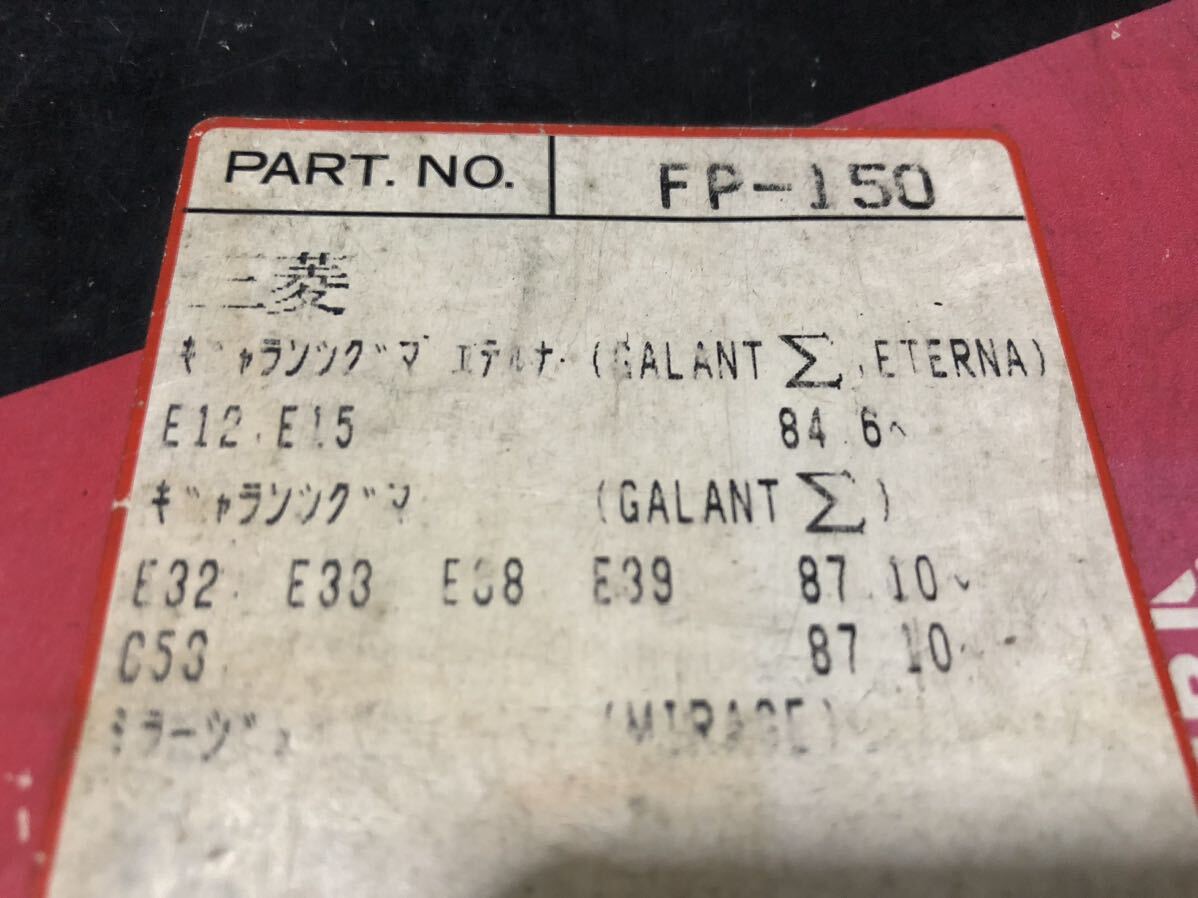 PART. NO. FP-150
三菱
ｷﾞｬﾗﾝｼｸﾞﾏ ｴﾃﾙﾅ (GALANT Σ, ETERNA)
E12. E15 84.6~
ｷﾞｬﾗﾝｼｸﾞﾏ (GALANT Σ)
E32. E33 E38 E39 87.10~
C53 87 10~
ﾐﾗｰｼﾞｭ (MIRAGE)